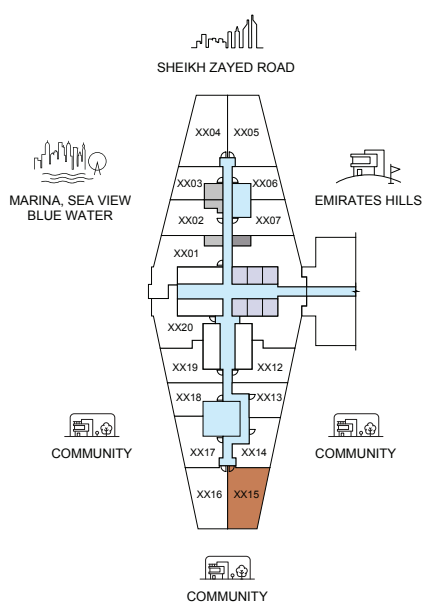 SHEIKH ZAYED ROAD
XX04
XX05
MARINA, SEA VIEW
BLUE WATER
EMIRATES HILLS
XX03
XX06
XX02
XX07
XX01
XX20
XX19
XX12
XX18
XX13
COMMUNITY
COMMUNITY
XX17
XX14
XX16
XX15
COMMUNITY